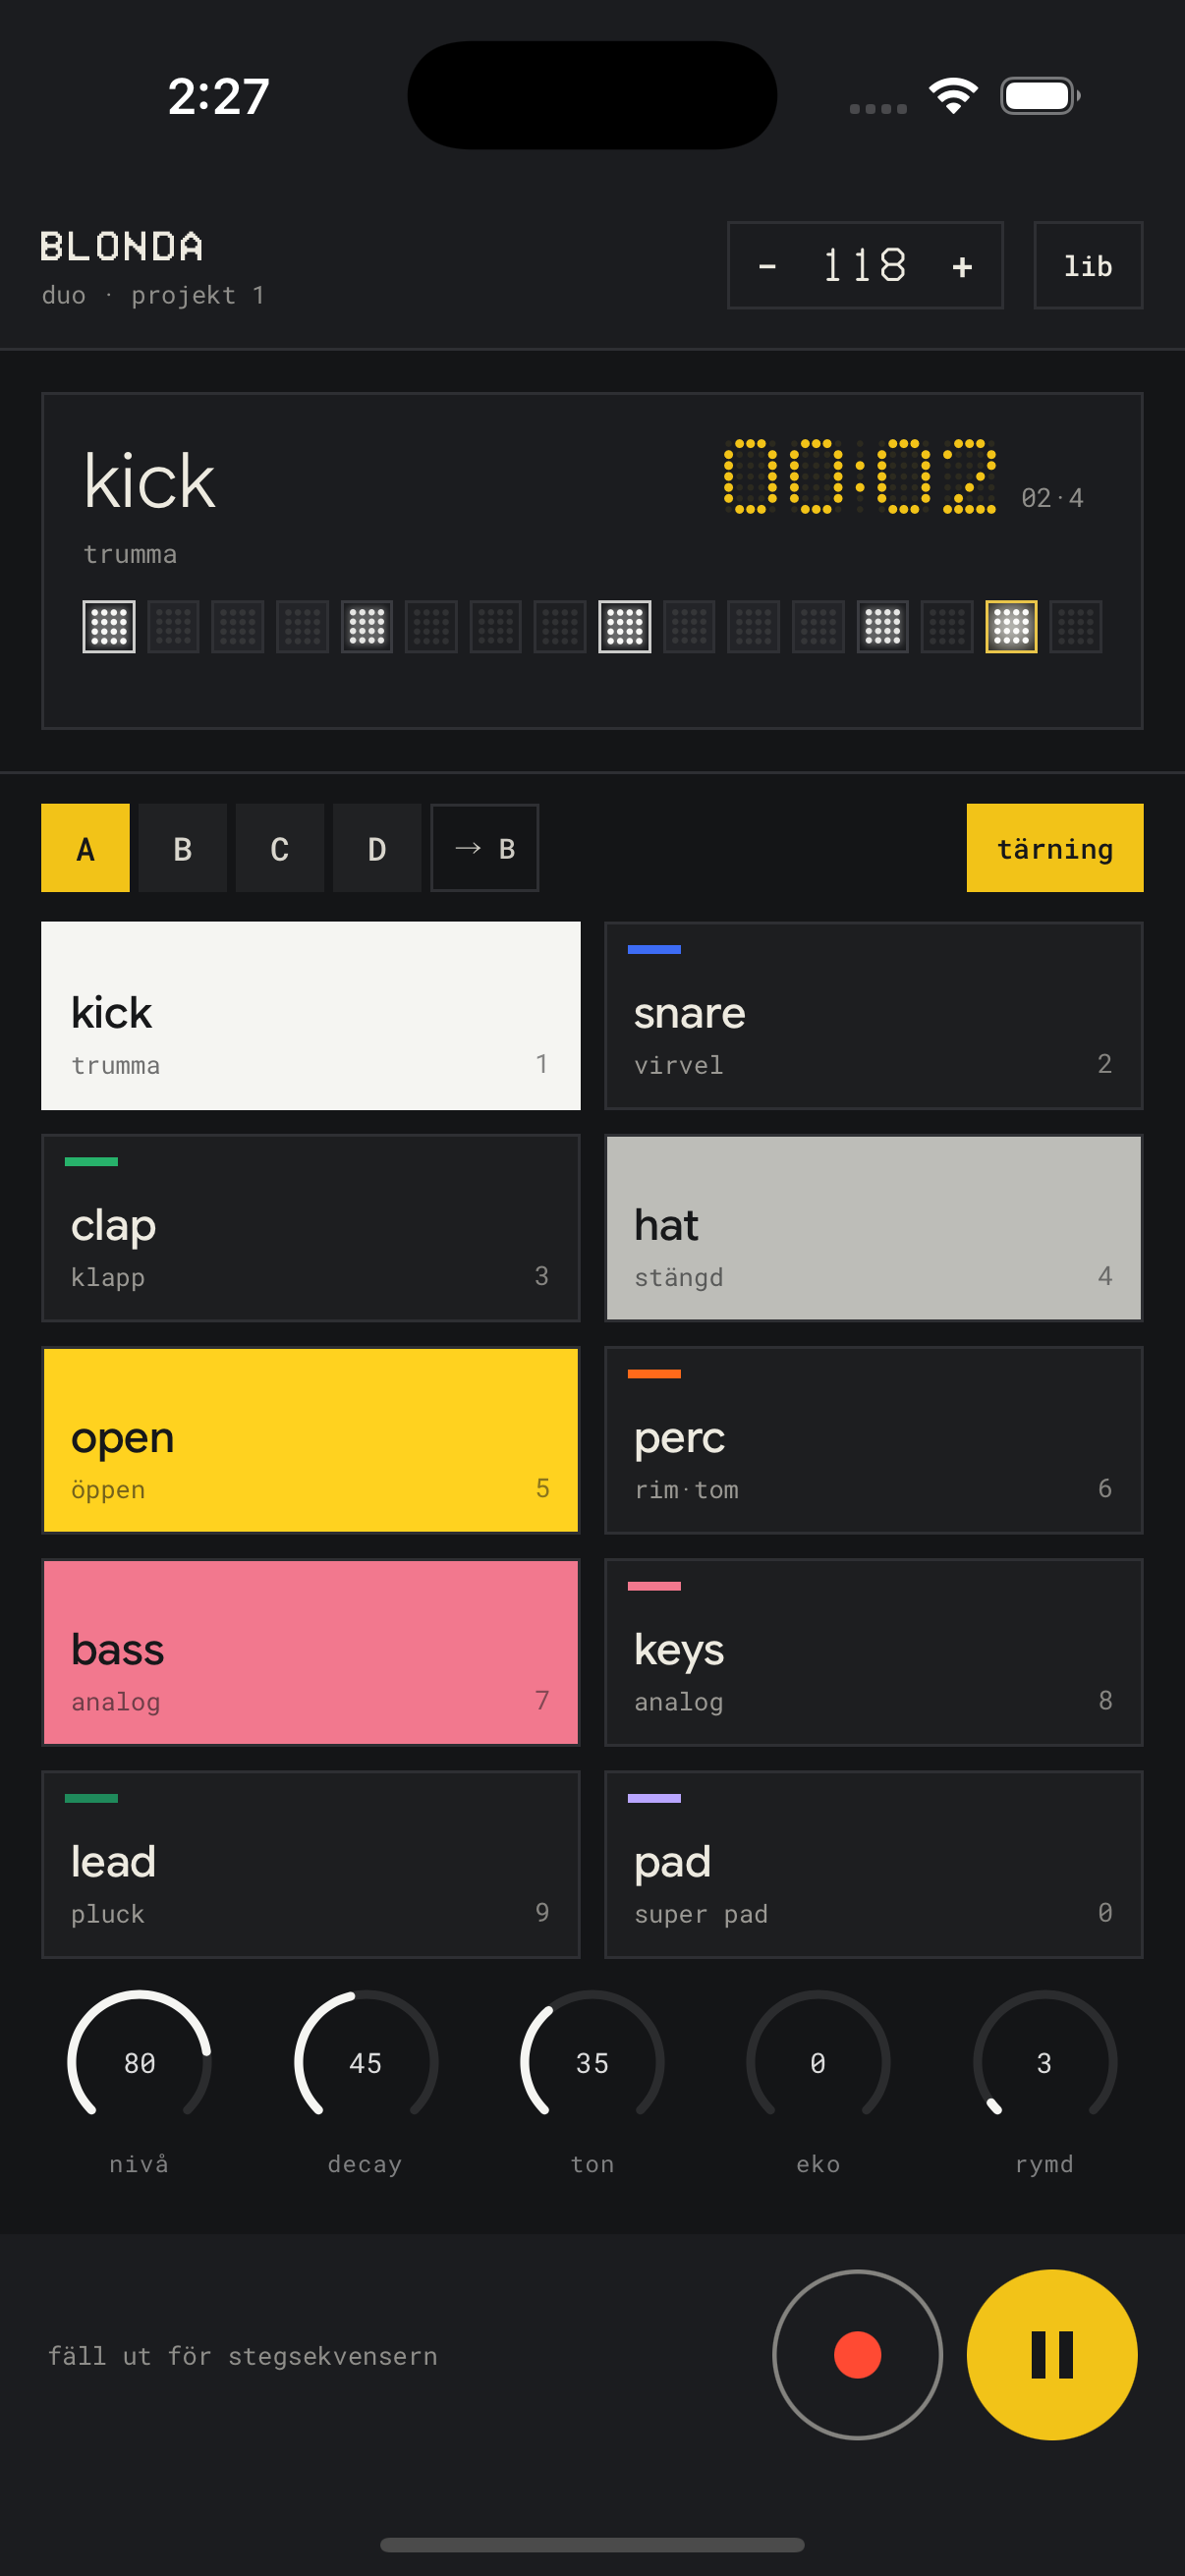 2:27
BLONDA
duo · projekt 1
- 118 +
lib
kick
00:02
02·4
trumma
A B C D → B
tärning
kick
trumma 1
snare
virvel 2
clap
klapp 3
hat
stängd 4
open
öppen 5
perc
rim·tom 6
bass
analog 7
keys
analog 8
lead
pluck 9
pad
super pad 0
80 45 35 0 3
nivå decay ton eko rymd
fäll ut för stegsekvensern